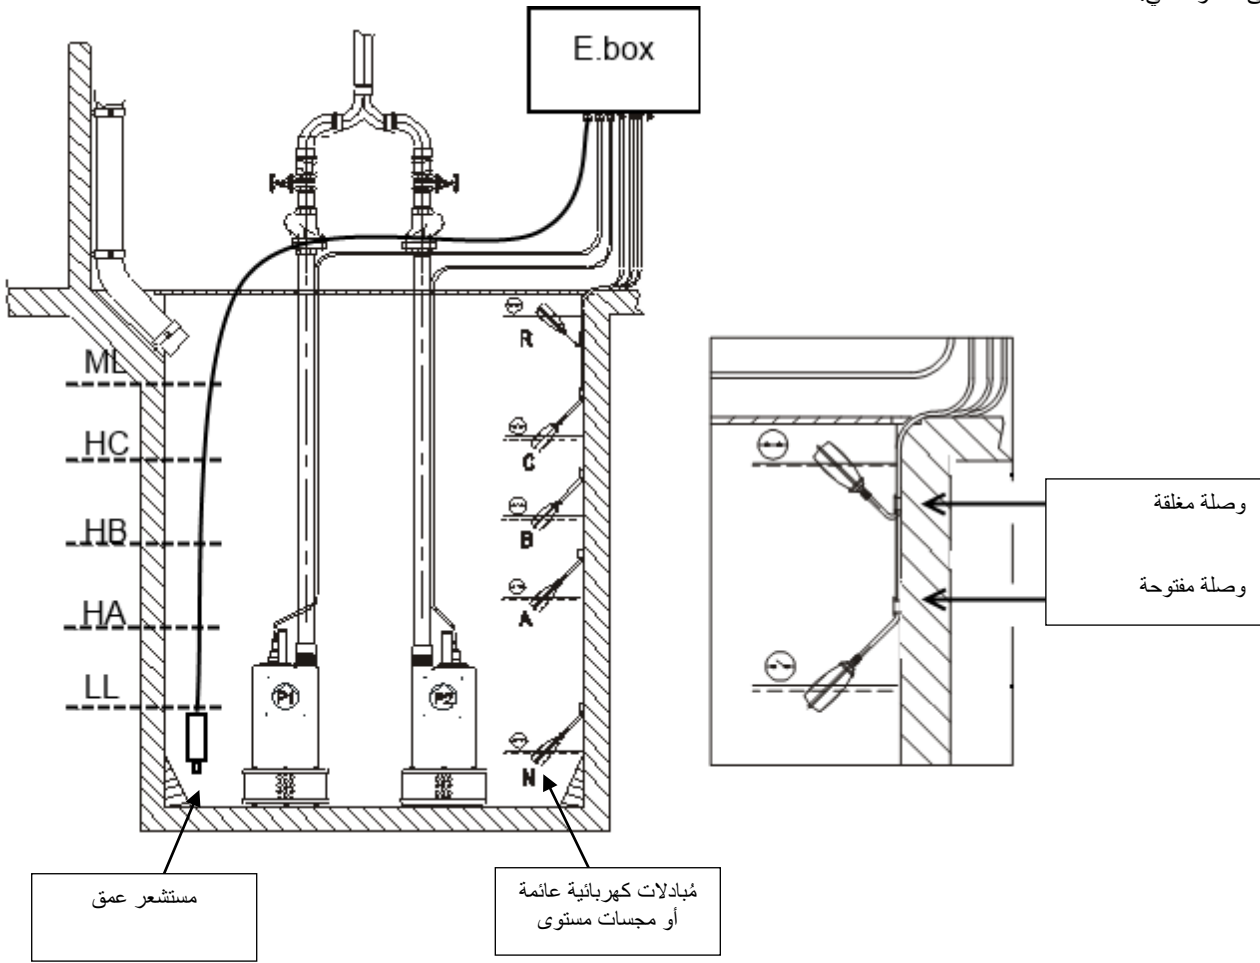 E.box
R
ML
HC
C
HB
B
HA
A
LL
P1
P2
N
وصلة مغلقة
وصلة مفتوحة
مستشعر عمق
مُبادلات كهربائية عائمة
أو مجسات مستوى